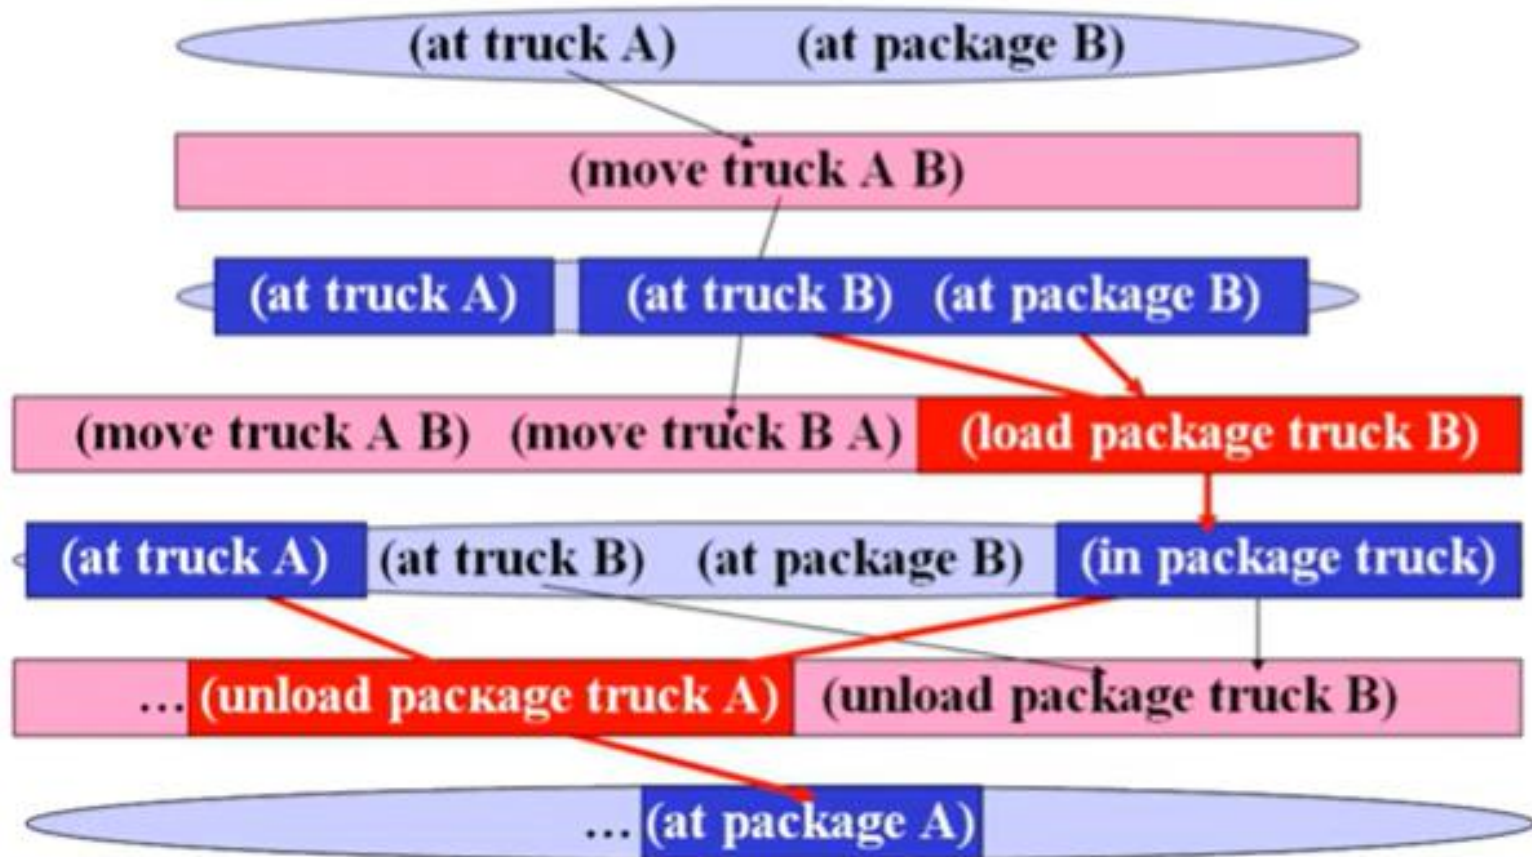 (at truck A) (at package B)
(move truck A B)
(at truck A) (at truck B) (at package B)
(move truck A B) (move truck B A) (load package truck B)
(at truck A) (at truck B) (at package B) (in package truck)
... (unload package truck A) (unload package truck B)
... (at package A)